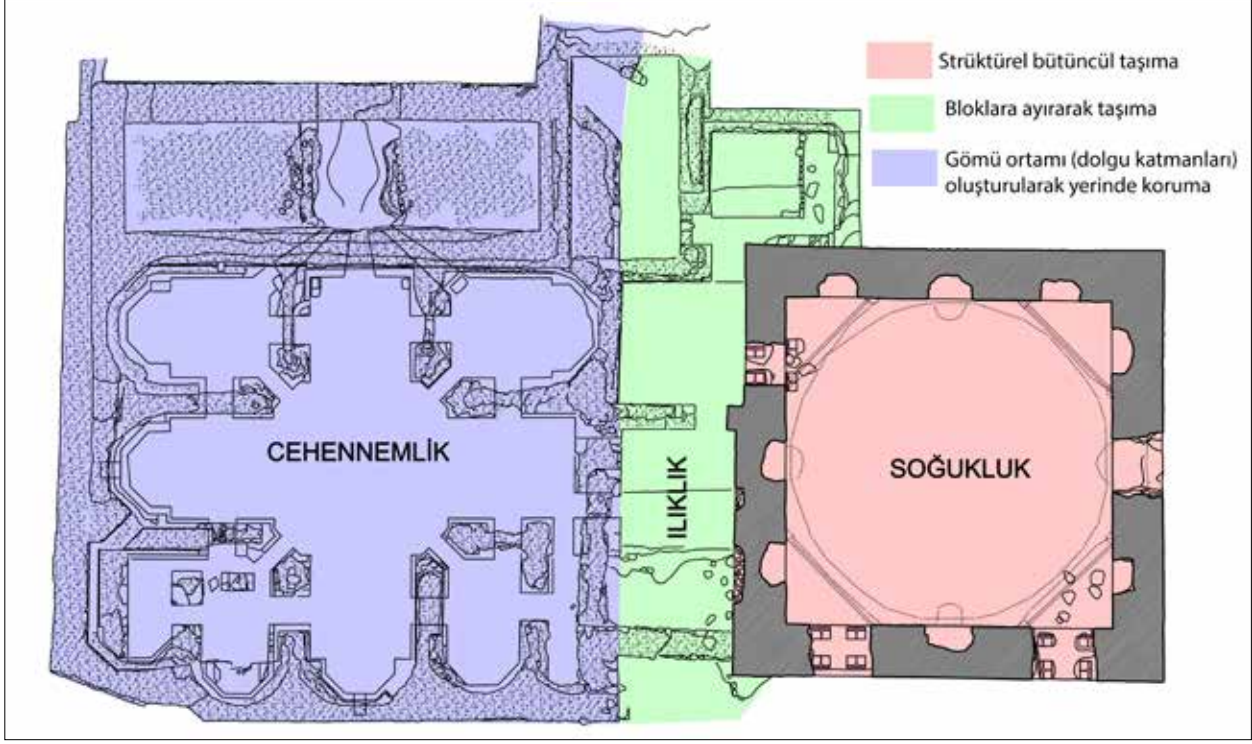 Strüktürel bütüncül taşıma
Bloklara ayırarak taşıma
Gömü ortamı (dolgu katmanları)
oluşturularak yerinde koruma
CEHENNEMLİK
ILIKLIK
SOĞUKLUK